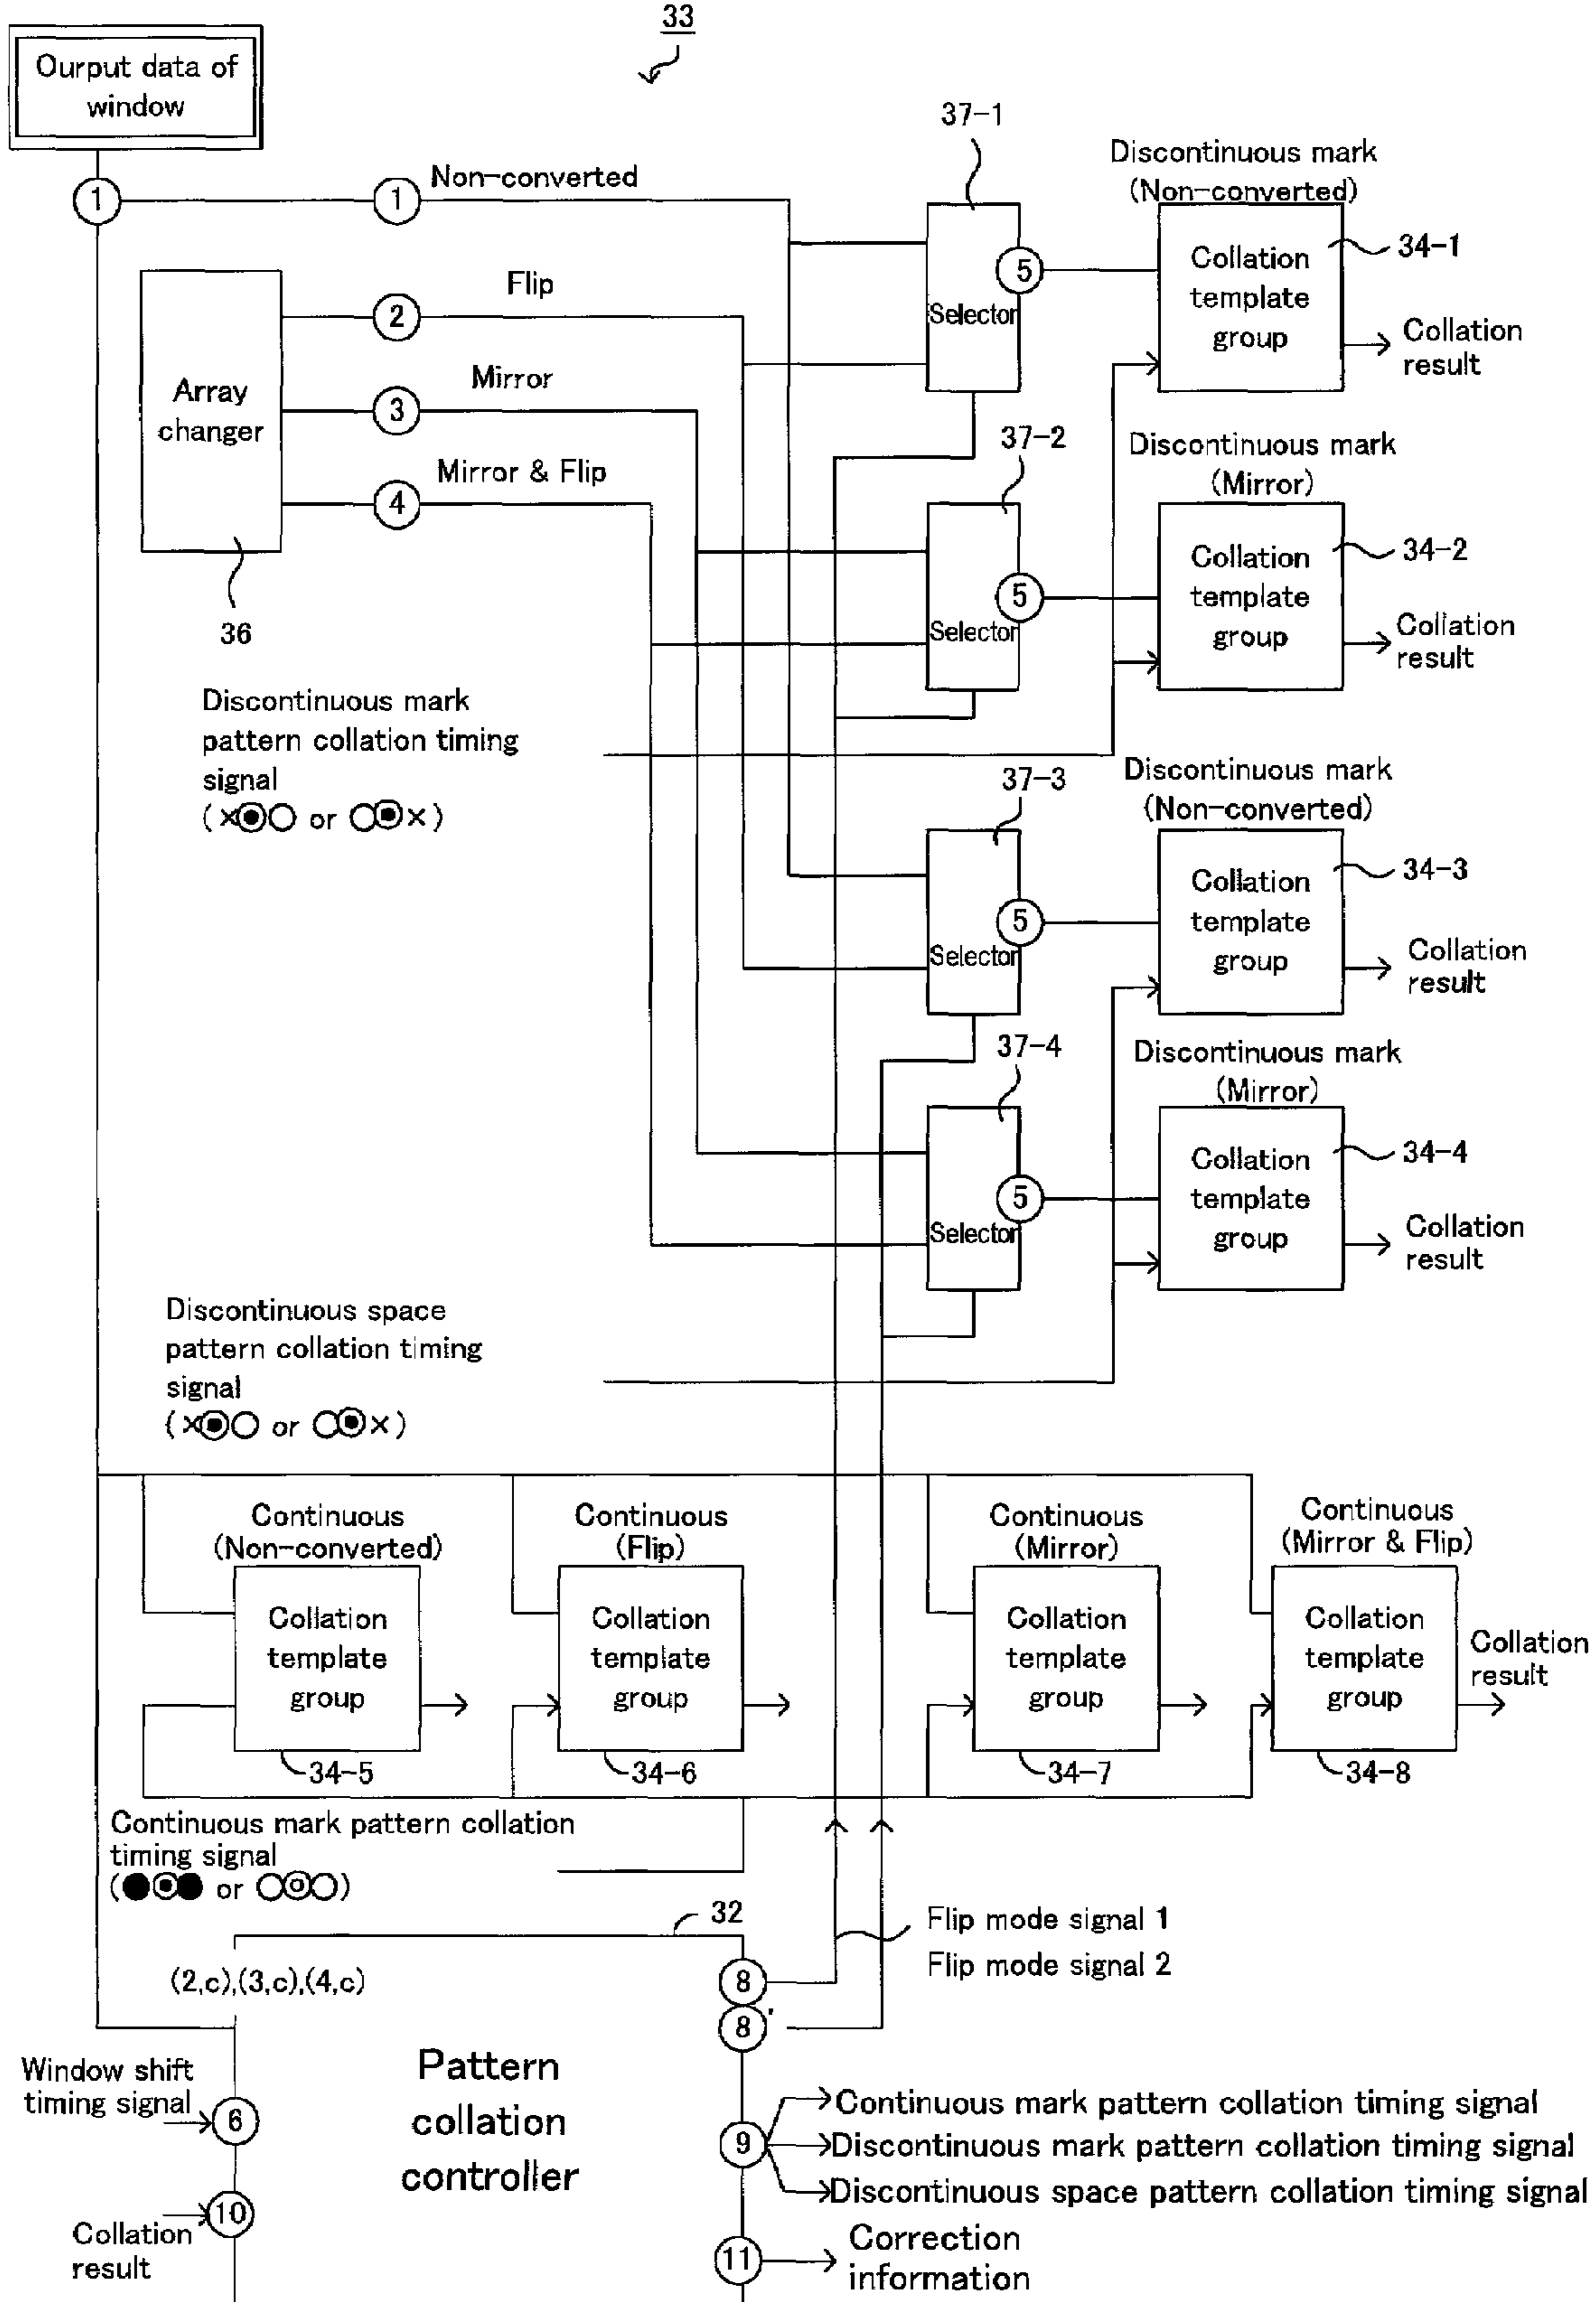 33
Ourput data of
window
37-1
Discontinuous mark
(Non-converted)
1
1
Non-converted
34-1
5
Collation
template
group
Selector
Collation
result
Flip
2
Mirror
3
Array
changer
Mirror & Flip
4
36
37-2
Discontinuous mark
(Mirror)
34-2
Collation
template
group
5
Selector
Collation
result
Discontinuous mark
pattern collation timing
signal
(×◉○ or ○◉×)
37-3
Discontinuous mark
(Non-converted)
34-3
Collation
template
group
5
Selector
Collation
result
37-4
Discontinuous mark
(Mirror)
34-4
Collation
template
group
5
Selector
Collation
result
Discontinuous space
pattern collation timing
signal
(×◉○ or ○◉×)
Continuous
(Non-converted)
Collation
template
group
34-5
Continuous
(Flip)
Collation
template
group
34-6
Continuous
(Mirror)
Collation
template
group
34-7
Continuous
(Mirror & Flip)
Collation
template
group
34-8
Collation
result
Continuous mark pattern collation
timing signal
(●◉● or ○◎○)
32
Flip mode signal 1
Flip mode signal 2
(2,c),(3,c),(4,c)
8
8'
Pattern
collation
controller
Window shift
timing signal
6
10
Collation
result
9
Continuous mark pattern collation timing signal
Discontinuous mark pattern collation timing signal
Discontinuous space pattern collation timing signal
11
Correction
information